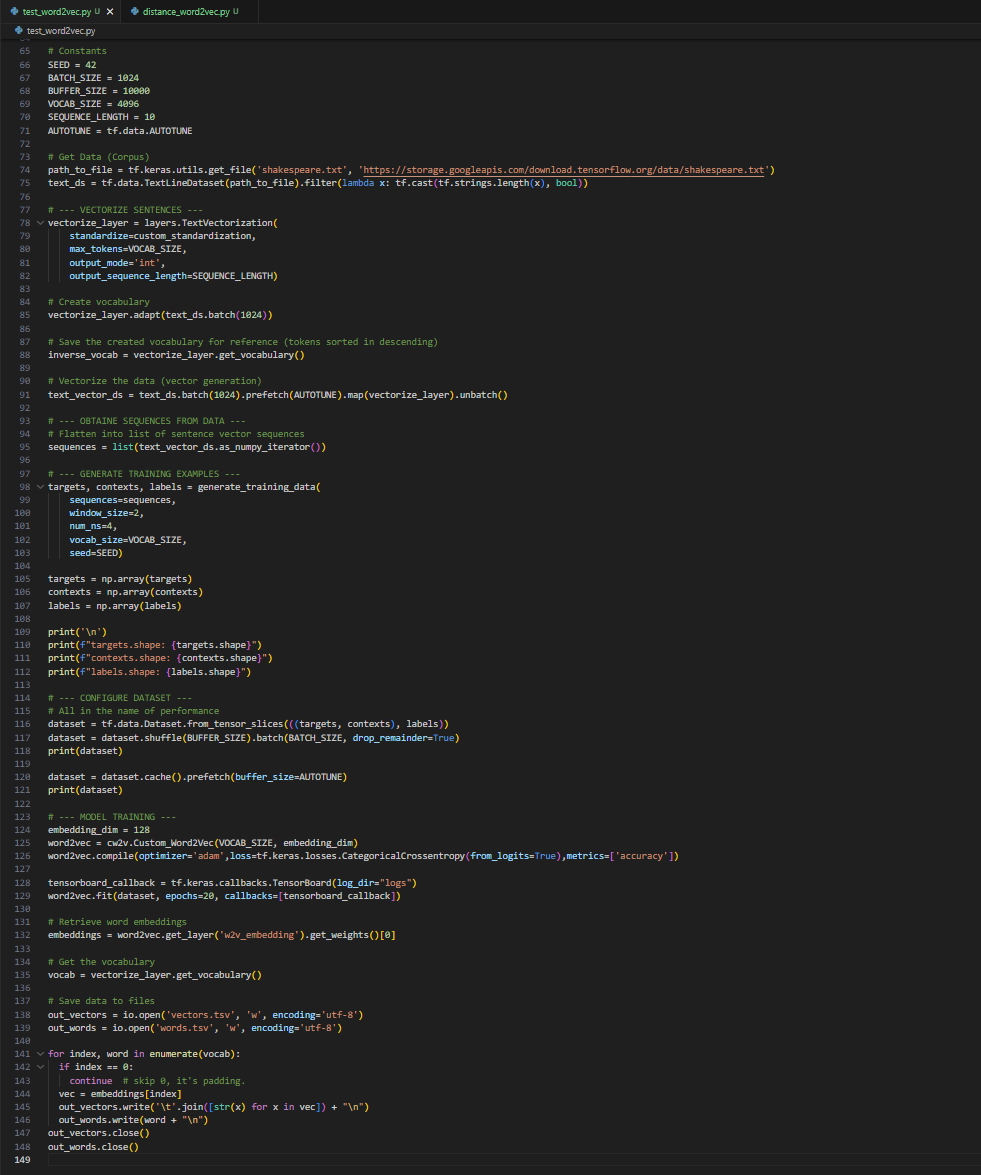 test_word2vec.py U
distance_word2vec.py U
test_word2vec.py
65 # Constants
66 SEED = 42
67 BATCH_SIZE = 1024
68 BUFFER_SIZE = 10000
69 VOCAB_SIZE = 4096
70 SEQUENCE_LENGTH = 10
71 AUTOTUNE = tf.data.AUTOTUNE
72
73 # Get Data (Corpus)
74 path_to_file = tf.keras.utils.get_file('shakespeare.txt', 'https://storage.googleapis.com/download.tensorflow.org/data/shakespeare.txt')
75 text_ds = tf.data.TextLineDataset(path_to_file).filter(lambda x: tf.cast(tf.strings.length(x), bool))
76
77 # --- VECTORIZE SENTENCES ---
78 vectorize_layer = layers.TextVectorization(
79 standardize=custom_standardization,
80 max_tokens=VOCAB_SIZE,
81 output_mode='int',
82 output_sequence_length=SEQUENCE_LENGTH)
83
84 # Create vocabulary
85 vectorize_layer.adapt(text_ds.batch(1024))
86
87 # Save the created vocabulary for reference (tokens sorted in descending)
88 inverse_vocab = vectorize_layer.get_vocabulary()
89
90 # Vectorize the data (vector generation)
91 text_vector_ds = text_ds.batch(1024).prefetch(AUTOTUNE).map(vectorize_layer).unbatch()
92
93 # --- OBTAINE SEQUENCES FROM DATA ---
94 # Flatten into list of sentence vector sequences
95 sequences = list(text_vector_ds.as_numpy_iterator())
96
97 # --- GENERATE TRAINING EXAMPLES ---
98 targets, contexts, labels = generate_training_data(
99 sequences=sequences,
100 window_size=2,
101 num_ns=4,
102 vocab_size=VOCAB_SIZE,
103 seed=SEED)
104
105 targets = np.array(targets)
106 contexts = np.array(contexts)
107 labels = np.array(labels)
108
109 print('\n')
110 print(f"targets.shape: {targets.shape}")
111 print(f"contexts.shape: {contexts.shape}")
112 print(f"labels.shape: {labels.shape}")
113
114 # --- CONFIGURE DATASET ---
115 # All in the name of performance
116 dataset = tf.data.Dataset.from_tensor_slices(((targets, contexts), labels))
117 dataset = dataset.shuffle(BUFFER_SIZE).batch(BATCH_SIZE, drop_remainder=True)
118 print(dataset)
119
120 dataset = dataset.cache().prefetch(buffer_size=AUTOTUNE)
121 print(dataset)
122
123 # --- MODEL TRAINING ---
124 embedding_dim = 128
125 word2vec = cw2v.Custom_Word2Vec(VOCAB_SIZE, embedding_dim)
126 word2vec.compile(optimizer='adam',loss=tf.keras.losses.CategoricalCrossentropy(from_logits=True),metrics=['accuracy'])
127
128 tensorboard_callback = tf.keras.callbacks.TensorBoard(log_dir="logs")
129 word2vec.fit(dataset, epochs=20, callbacks=[tensorboard_callback])
130
131 # Retrieve word embeddings
132 embeddings = word2vec.get_layer('w2v_embedding').get_weights()[0]
133
134 # Get the vocabulary
135 vocab = vectorize_layer.get_vocabulary()
136
137 # Save data to files
138 out_vectors = io.open('vectors.tsv', 'w', encoding='utf-8')
139 out_words = io.open('words.tsv', 'w', encoding='utf-8')
140
141 for index, word in enumerate(vocab):
142 if index == 0:
143 continue # skip 0, it's padding.
144 vec = embeddings[index]
145 out_vectors.write('\t'.join([str(x) for x in vec]) + "\n")
146 out_words.write(word + "\n")
147 out_vectors.close()
148 out_words.close()
149